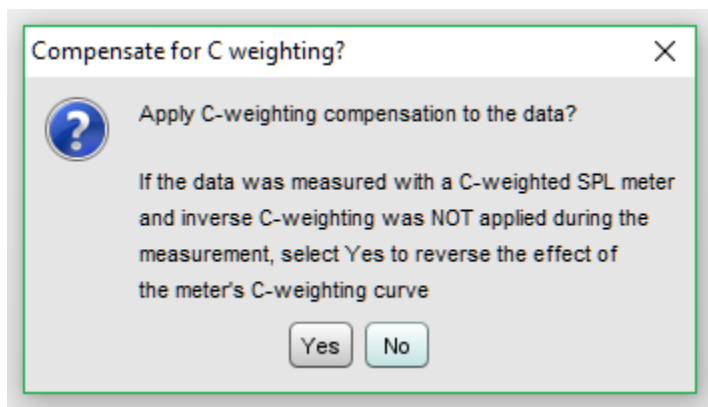 Compensate for C weighting?
Apply C-weighting compensation to the data?
If the data was measured with a C-weighted SPL meter
and inverse C-weighting was NOT applied during the
measurement, select Yes to reverse the effect of
the meter's C-weighting curve
Yes No